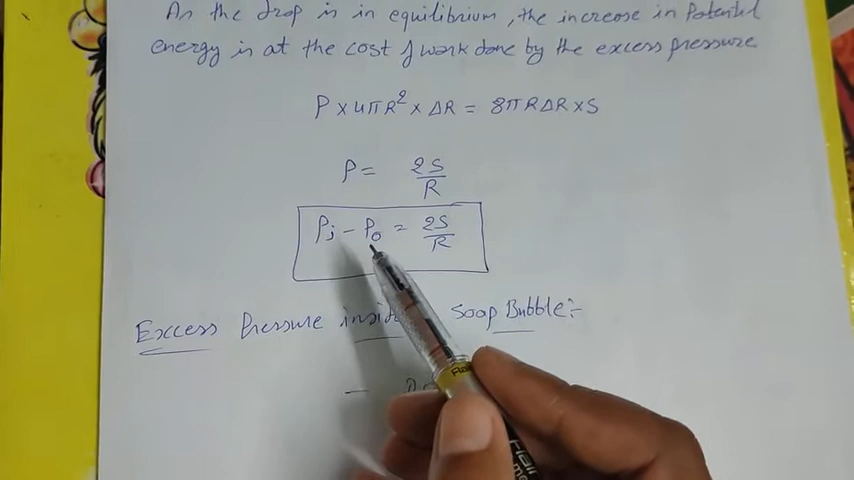 As the drop is in equilibrium, the increase in Potential
energy is at the cost of work done by the excess pressure
P × 4πR² × ΔR = 8πRΔR × S
P = 2S/R
Pi - Po = 2S/R
Excess Pressure inside Soap Bubble:-
Flair